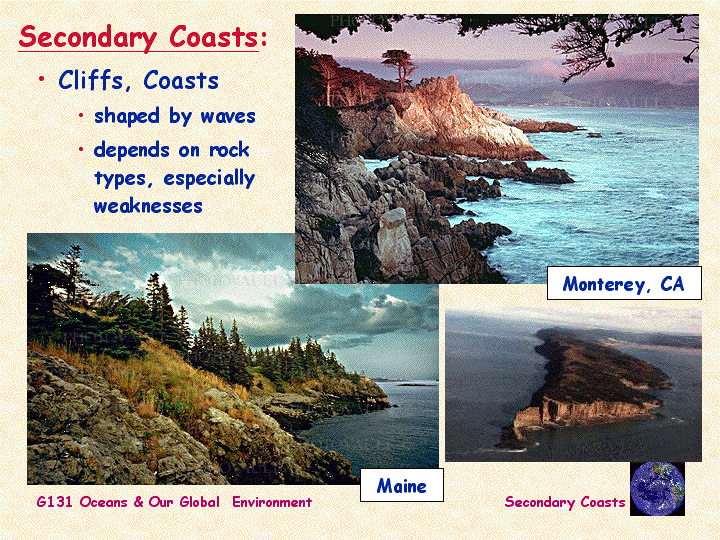 Secondary Coasts:
• Cliffs, Coasts
• shaped by waves
• depends on rock
types, especially
weaknesses
Monterey, CA
Maine
G131 Oceans & Our Global Environment
Secondary Coasts